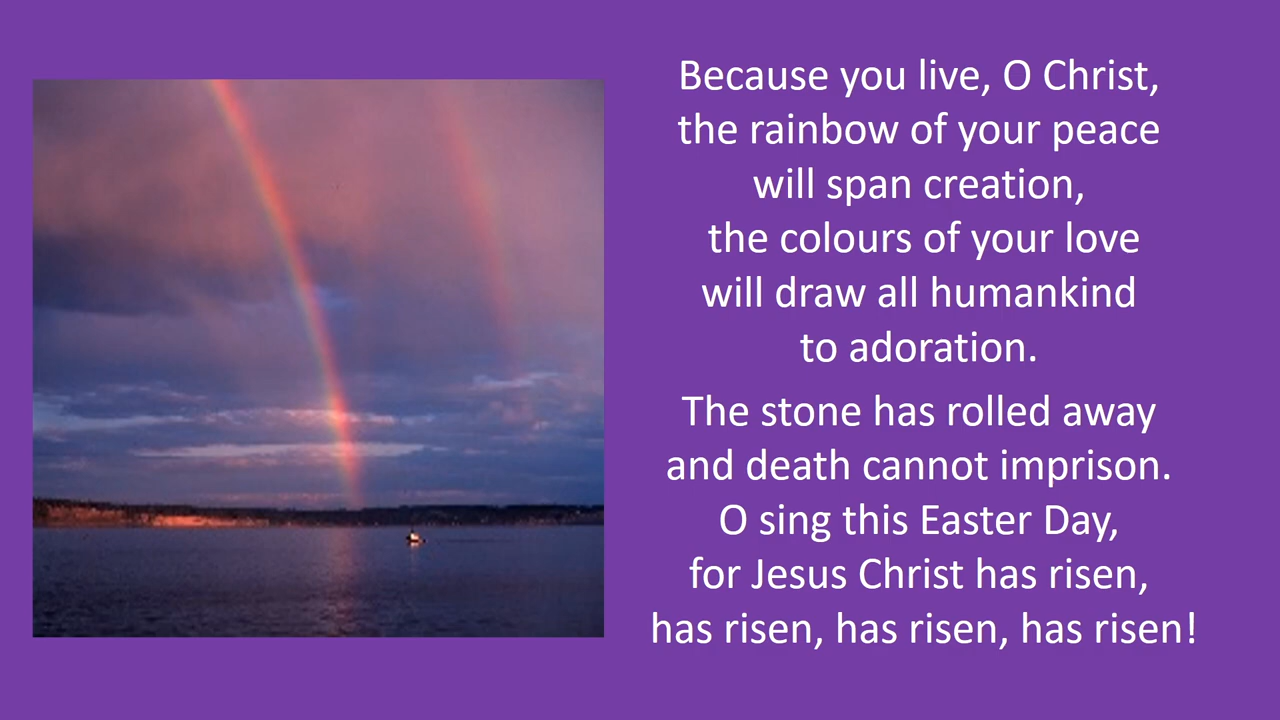 Because you live, O Christ,
the rainbow of your peace
will span creation,
the colours of your love
will draw all humankind
to adoration.
The stone has rolled away
and death cannot imprison.
O sing this Easter Day,
for Jesus Christ has risen,
has risen, has risen, has risen!